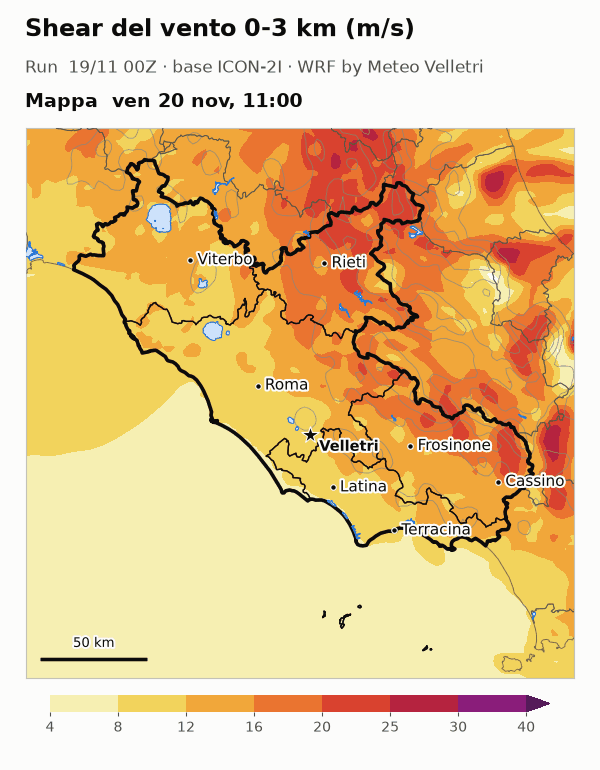 Shear del vento 0-3 km (m/s)
Run  19/11 00Z · base ICON-2I · WRF by Meteo Velletri
Mappa  ven 20 nov, 11:00
Viterbo
Rieti
Roma
Velletri
Frosinone
Cassino
Latina
Terracina
50 km
4 8 12 16 20 25 30 40